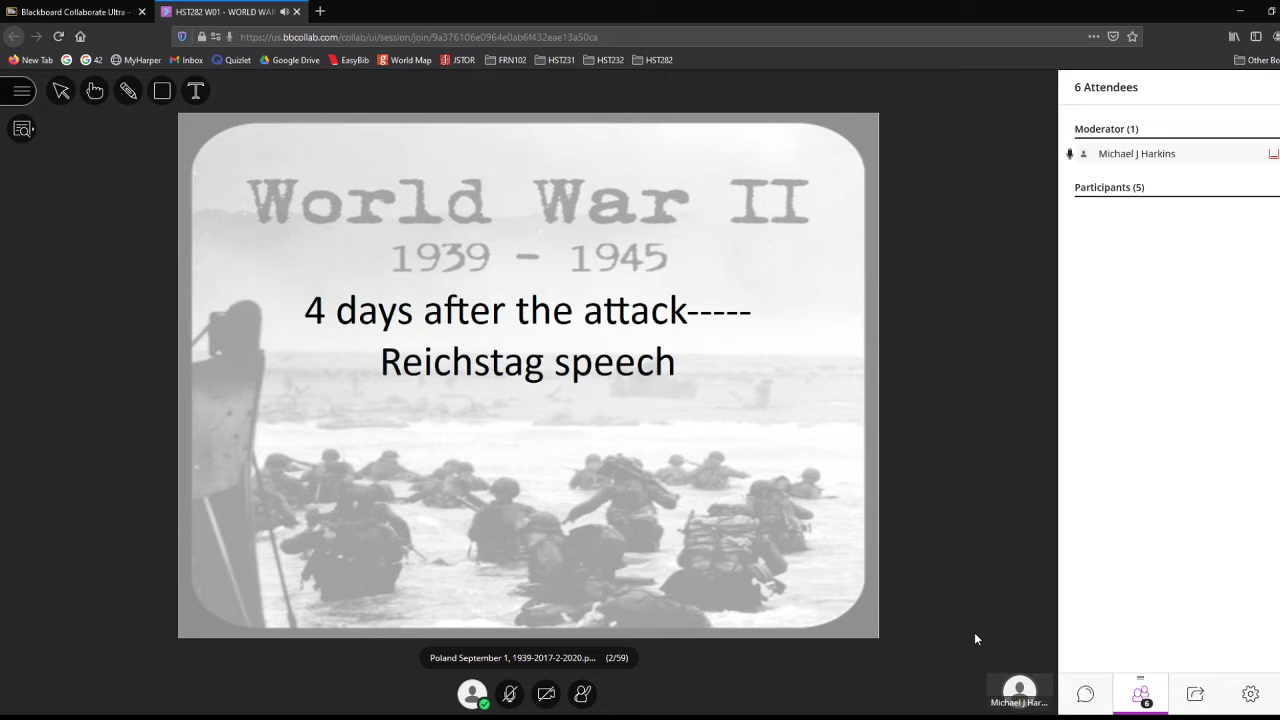 Blackboard Collaborate Ultra –
HST282 W01 - WORLD WAR
https://us.bbcollab.com/collab/ui/session/join/9a376106e0964e0ab6f432eae13a50ca
New Tab
G
42
MyHarper
Inbox
Quizlet
Google Drive
EasyBib
World Map
JSTOR
FRN102
HST231
HST232
HST282
Other Bo
T
6 Attendees
Moderator (1)
Michael J Harkins
Participants (5)
World War II
1939 - 1945
4 days after the attack-----
Reichstag speech
Poland September 1, 1939-2017-2-2020.p... (2/59)
Michael J Har...
6